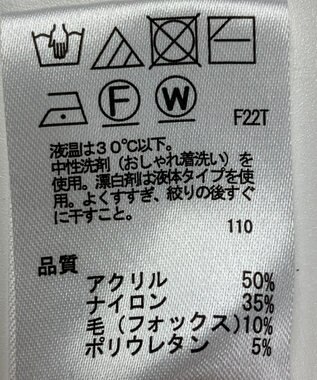 F W F22T
液温は30℃以下。
中性洗剤（おしゃれ着洗い）を
使用。漂白剤は液体タイプを使
用。よくすすぎ、絞りの後すぐ
に干すこと。
110
品質
アクリル 50%
ナイロン 35%
毛（フォックス）10%
ポリウレタン 5%